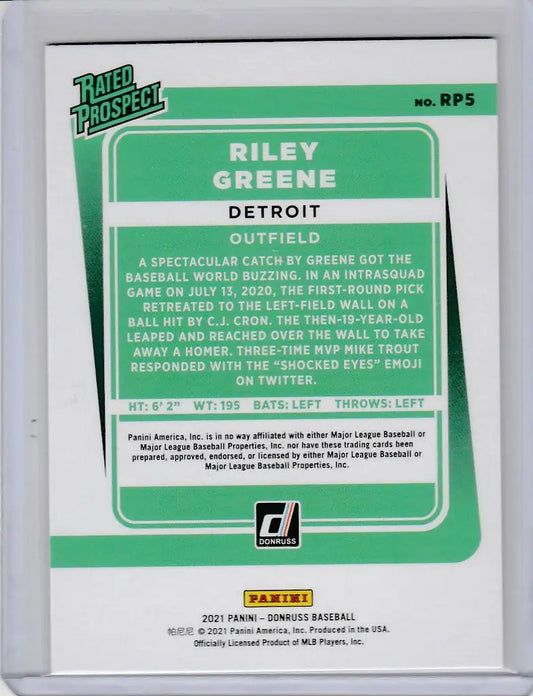 RATED
PROSPECT
NO. RP5
RILEY
GREENE
DETROIT
OUTFIELD
A SPECTACULAR CATCH BY GREENE GOT THE
BASEBALL WORLD BUZZING. IN AN INTRASQUAD
GAME ON JULY 13, 2020, THE FIRST-ROUND PICK
RETREATED TO THE LEFT-FIELD WALL ON A
BALL HIT BY C.J. CRON. THE THEN-19-YEAR-OLD
LEAPED AND REACHED OVER THE WALL TO TAKE
AWAY A HOMER. THREE-TIME MVP MIKE TROUT
RESPONDED WITH THE “SHOCKED EYES” EMOJI
ON TWITTER.
HT: 6’ 2” WT: 195 BATS: LEFT THROWS: LEFT
Panini America, Inc. is in no way affiliated with either Major League Baseball or
Major League Baseball Properties, Inc. nor have these trading cards been
prepared, approved, endorsed, or licensed by either Major League Baseball or
Major League Baseball Properties, Inc.
d
DONRUSS
PANINI
2021 PANINI – DONRUSS BASEBALL
帕尼尼 © 2021 Panini America, Inc. Produced in the USA.
Officially Licensed Product of MLB Players, Inc.